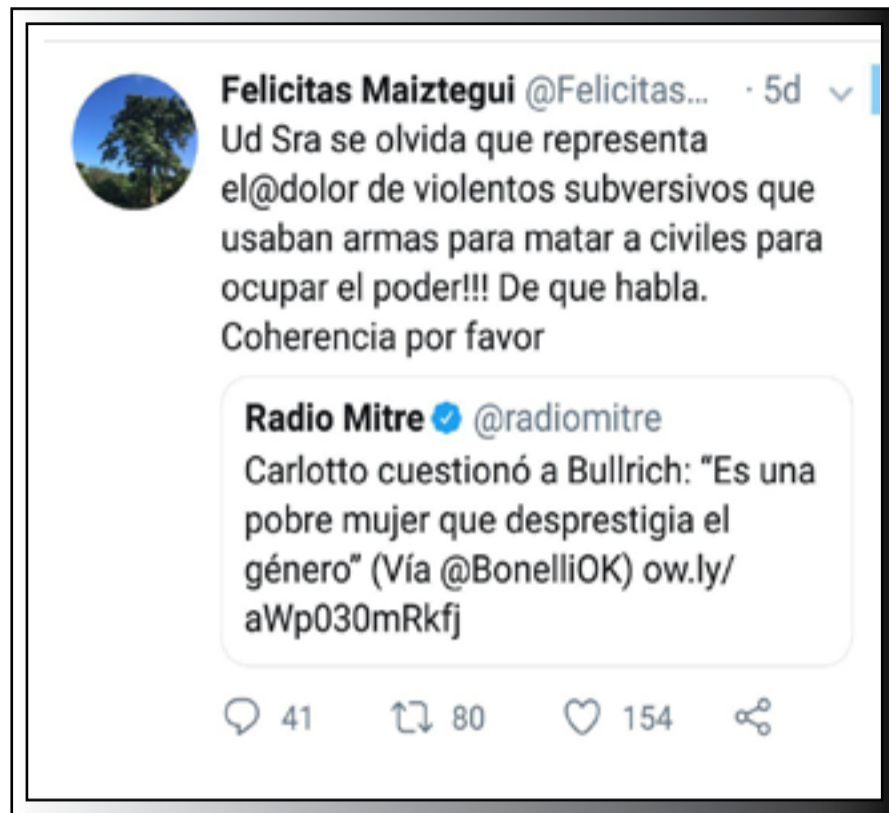 Felicitas Maiztegui @Felicitas... · 5d
Ud Sra se olvida que representa
el@dolor de violentos subversivos que
usaban armas para matar a civiles para
ocupar el poder!!! De que habla.
Coherencia por favor
Radio Mitre @radiomitre
Carlotto cuestionó a Bullrich: “Es una
pobre mujer que desprestigia el
género” (Vía @BonelliOK) ow.ly/
aWp030mRkfj
41 80 154